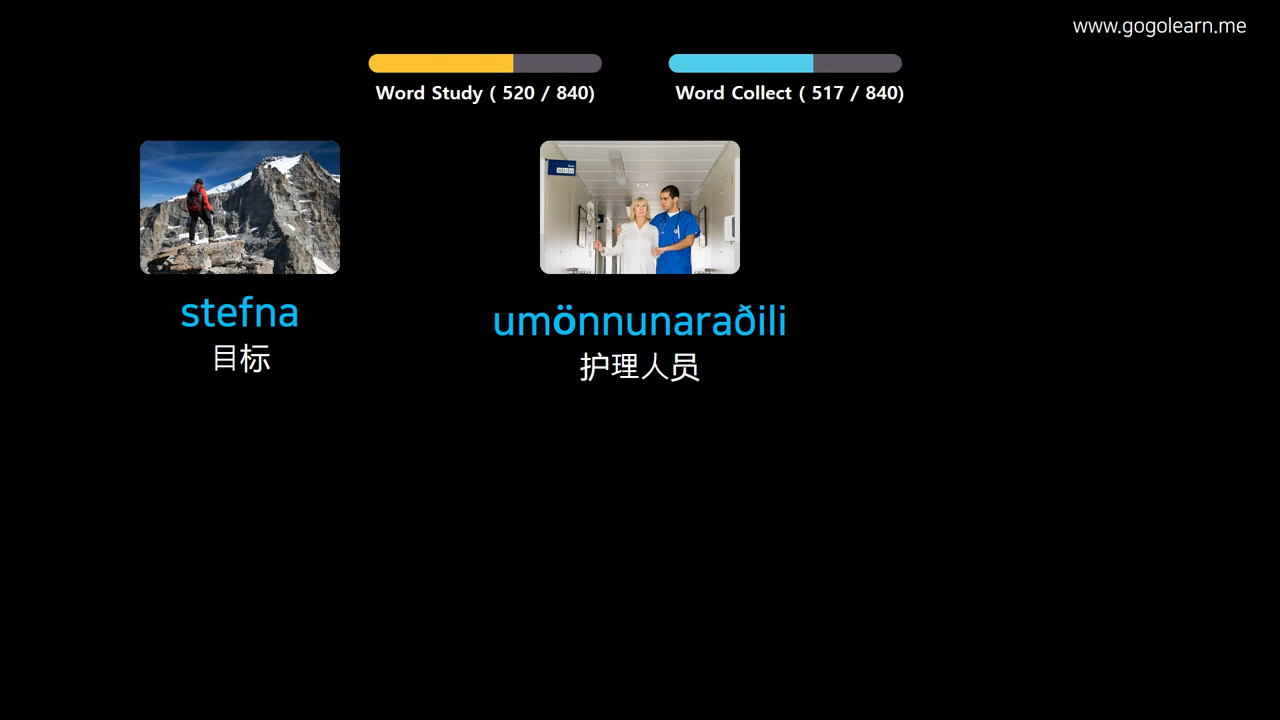 www.gogolearn.me
Word Study ( 520 / 840)
Word Collect ( 517 / 840)
stefna
目标
umönnunaraðili
护理人员